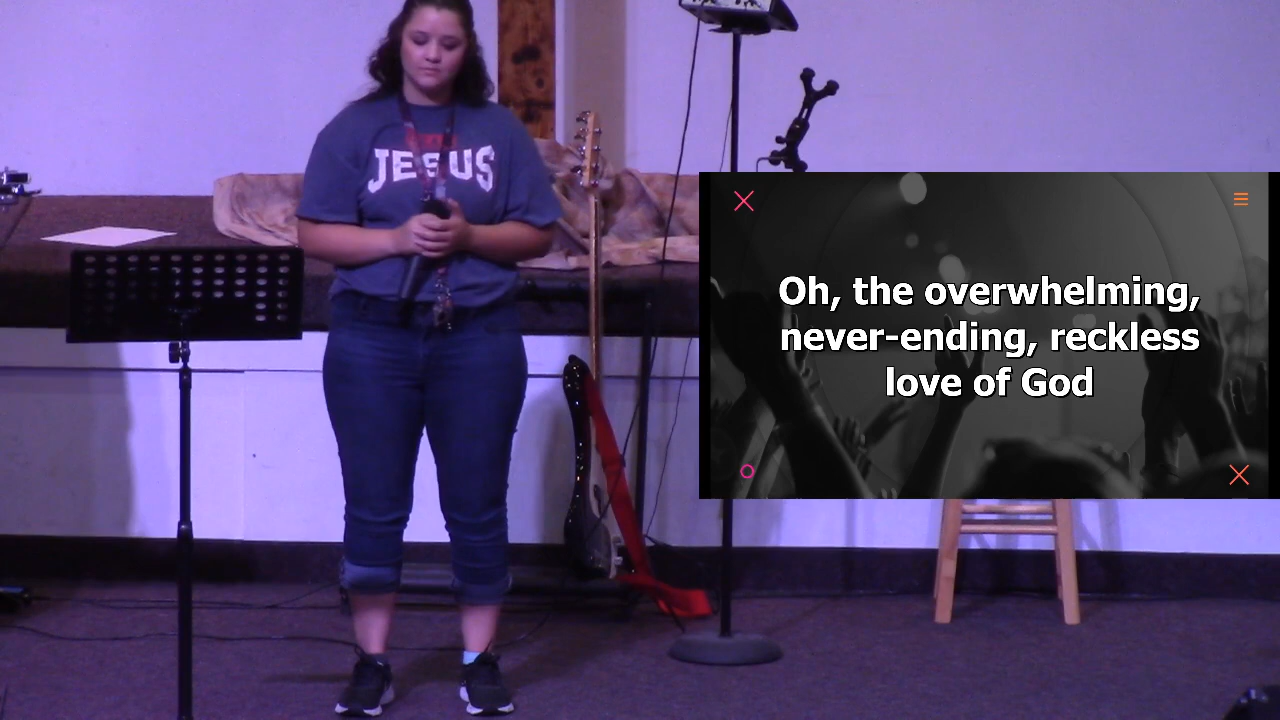 JESUS
Oh, the overwhelming,
never-ending, reckless
love of God